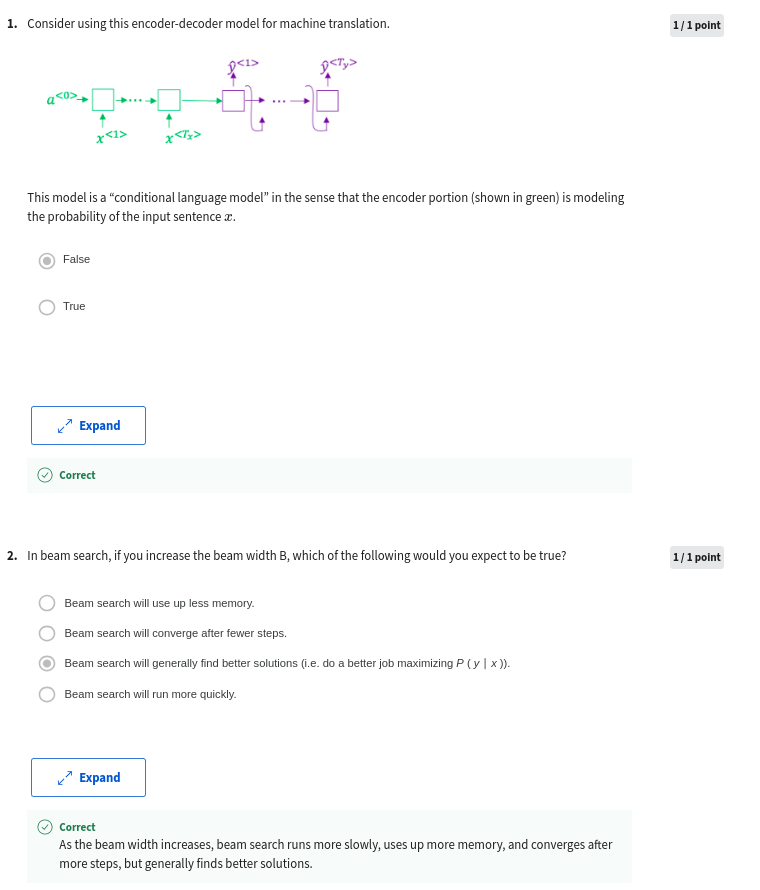 1. Consider using this encoder-decoder model for machine translation.
1 / 1 point
ŷ<1> ŷ<Ty>
a<0>
x<1> x<Tx>
This model is a “conditional language model” in the sense that the encoder portion (shown in green) is modeling
the probability of the input sentence x.
False
True
Expand
Correct
2. In beam search, if you increase the beam width B, which of the following would you expect to be true?
1 / 1 point
Beam search will use up less memory.
Beam search will converge after fewer steps.
Beam search will generally find better solutions (i.e. do a better job maximizing P ( y | x )).
Beam search will run more quickly.
Expand
Correct
As the beam width increases, beam search runs more slowly, uses up more memory, and converges after
more steps, but generally finds better solutions.